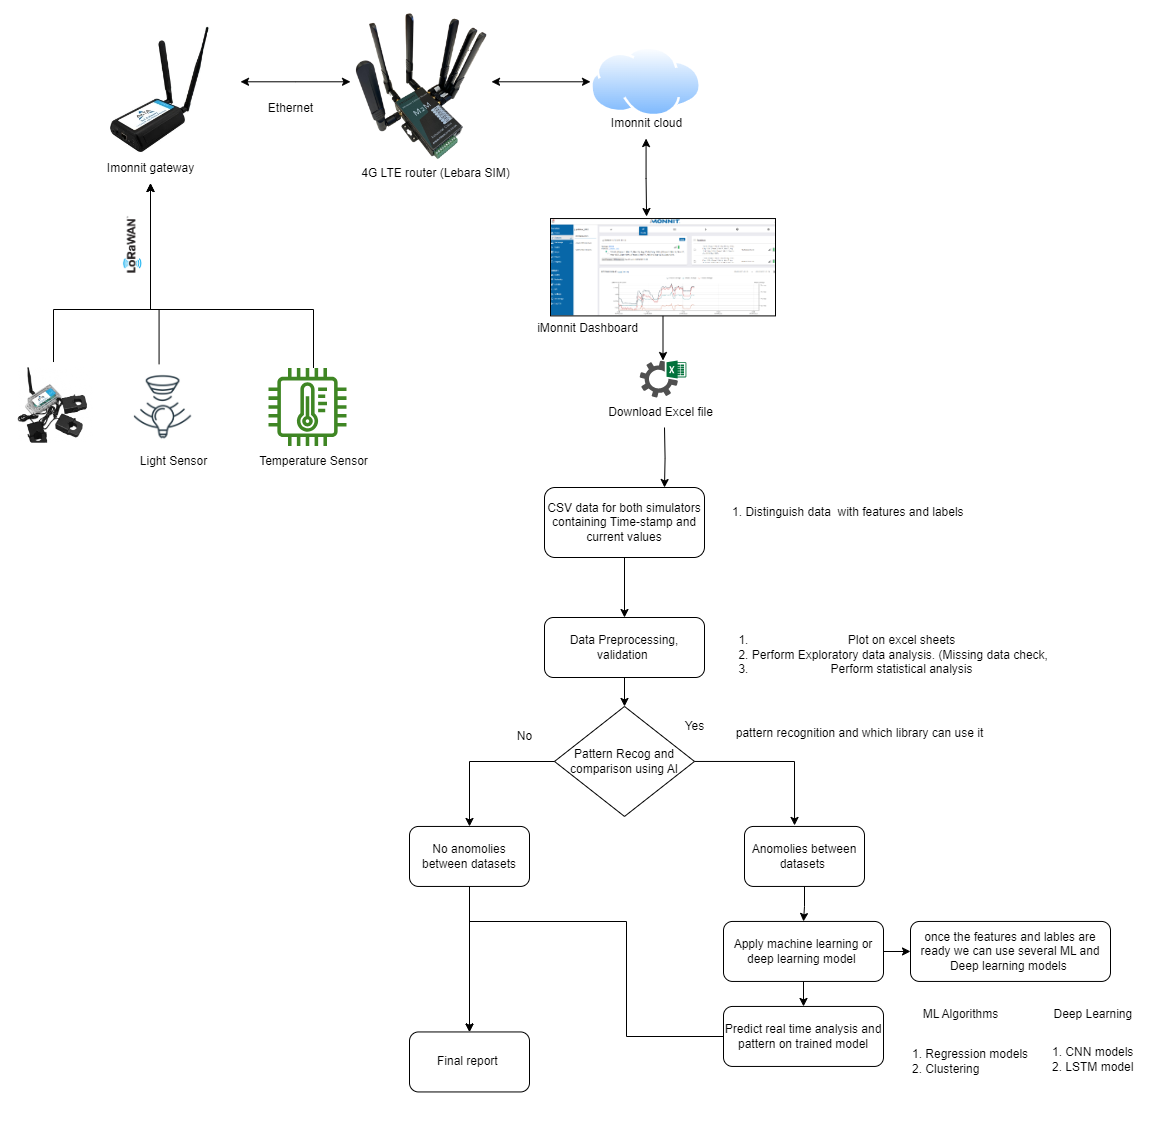 Ethernet
M2M
Imonnit cloud
Imonnit gateway
4G LTE router (Lebara SIM)
LoRaWAN
MONNIT
iMonnit Dashboard
X
Download Excel file
Light Sensor
Temperature Sensor
CSV data for both simulators
containing Time-stamp and
current values
1. Distinguish data with features and labels
Data Preprocessing,
validation
1. Plot on excel sheets
2. Perform Exploratory data analysis. (Missing data check,
3. Perform statistical analysis
No
Yes
pattern recognition and which library can use it
Pattern Recog and
comparison using AI
No anomolies
between datasets
Anomolies between
datasets
Apply machine learning or
deep learning model
once the features and lables are
ready we can use several ML and
Deep learning models
Predict real time analysis and
pattern on trained model
ML Algorithms
1. Regression models
2. Clustering
Deep Learning
1. CNN models
2. LSTM model
Final report